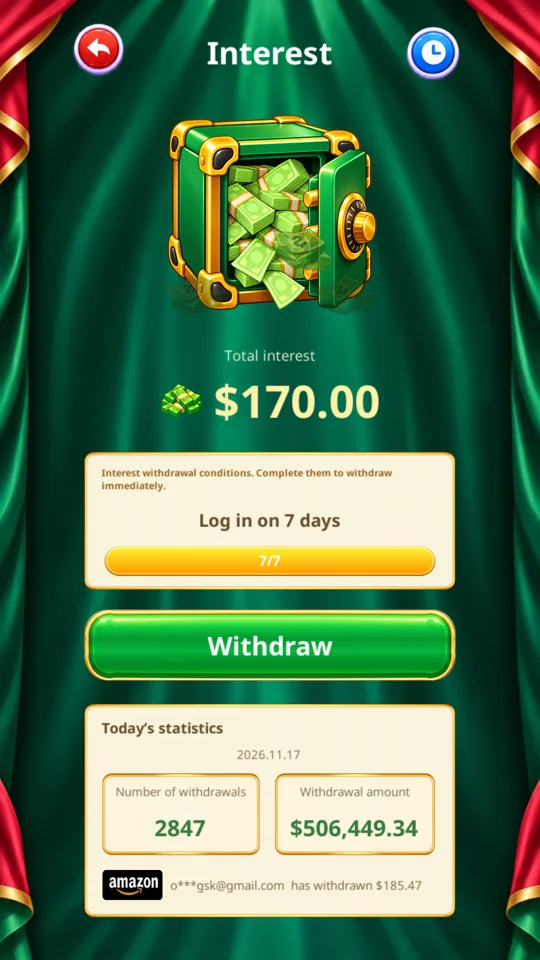 Interest
Total interest
$170.00
Interest withdrawal conditions. Complete them to withdraw
immediately.
Log in on 7 days
7/7
Withdraw
Today’s statistics
2026.11.17
Number of withdrawals
2847
Withdrawal amount
$506,449.34
amazon
o***gsk@gmail.com has withdrawn $185.47